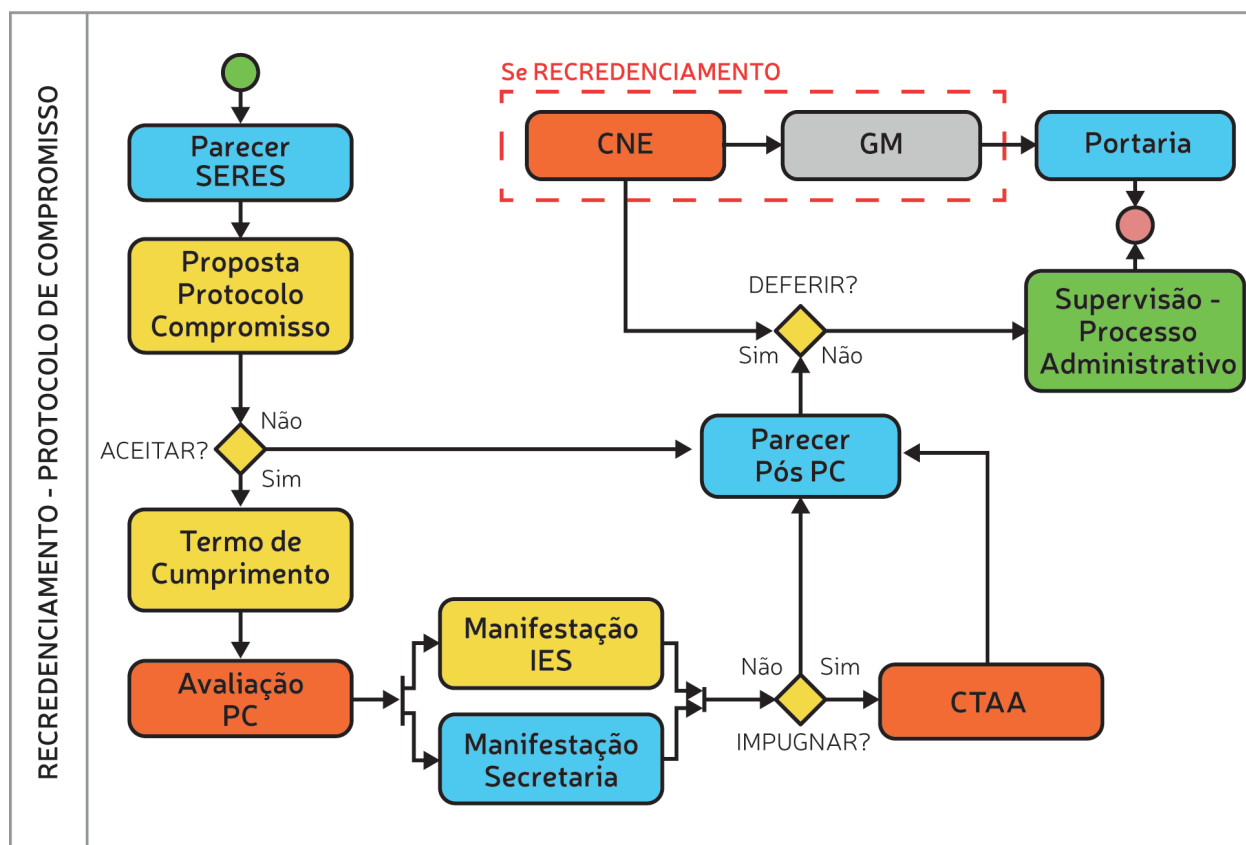 RECREDENCIAMENTO - PROTOCOLO DE COMPROMISSO
Parecer
SERES
Proposta
Protocolo
Compromisso
Não
ACEITAR?
Sim
Termo de
Cumprimento
Avaliação
PC
Manifestação
IES
Manifestação
Secretaria
Não
Sim
IMPUGNAR?
CTAA
Parecer
Pós PC
DEFERIR?
Sim
Não
Se RECREDENCIAMENTO
CNE
GM
Portaria
Supervisão -
Processo
Administrativo